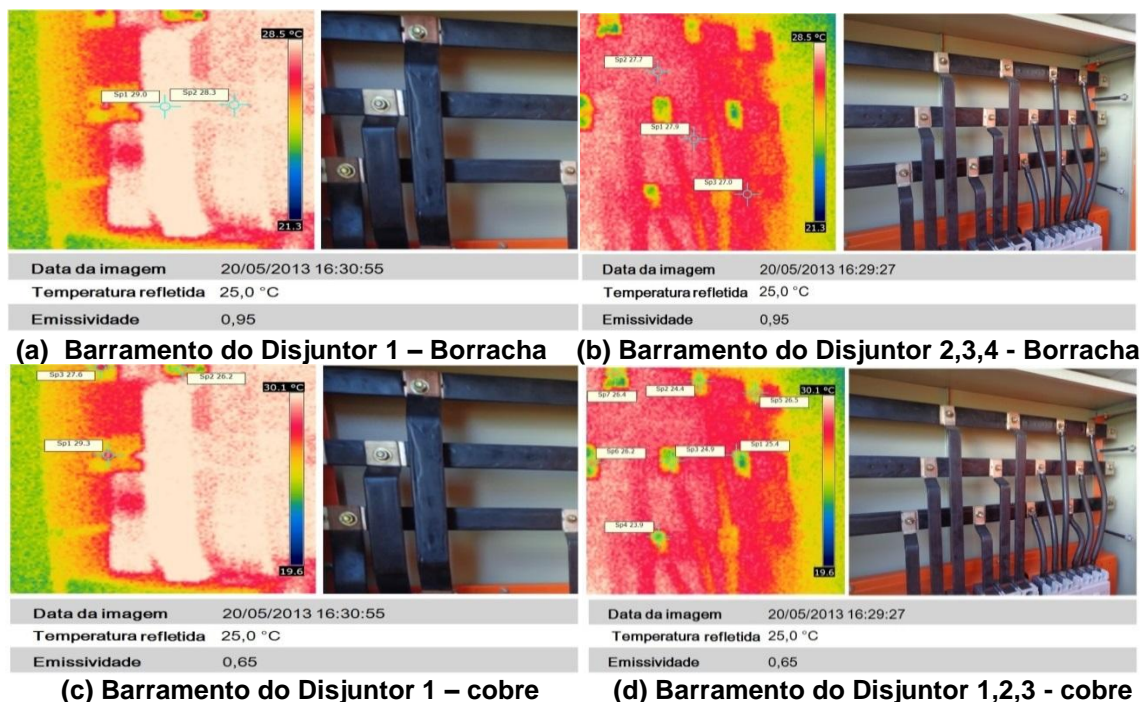 28.5 °C
Sp1 29.0
Sp2 28.3
21.3
28.5 °C
Sp2 27.7
Sp1 27.9
Sp3 27.0
21.3
Data da imagem 20/05/2013 16:30:55
Temperatura refletida 25,0 °C
Emissividade 0,95
Data da imagem 20/05/2013 16:29:27
Temperatura refletida 25,0 °C
Emissividade 0,95
(a) Barramento do Disjuntor 1 – Borracha
(b) Barramento do Disjuntor 2,3,4 - Borracha
Sp3 27.6
Sp2 26.2
30.1 °C
Sp1 29.3
19.6
Sp7 26.4
Sp2 24.4
Sp5 26.5
30.1 °C
Sp6 26.2
Sp3 24.9
Sp1 25.4
Sp4 23.9
19.6
Data da imagem 20/05/2013 16:30:55
Temperatura refletida 25,0 °C
Emissividade 0,65
Data da imagem 20/05/2013 16:29:27
Temperatura refletida 25,0 °C
Emissividade 0,65
(c) Barramento do Disjuntor 1 – cobre
(d) Barramento do Disjuntor 1,2,3 - cobre